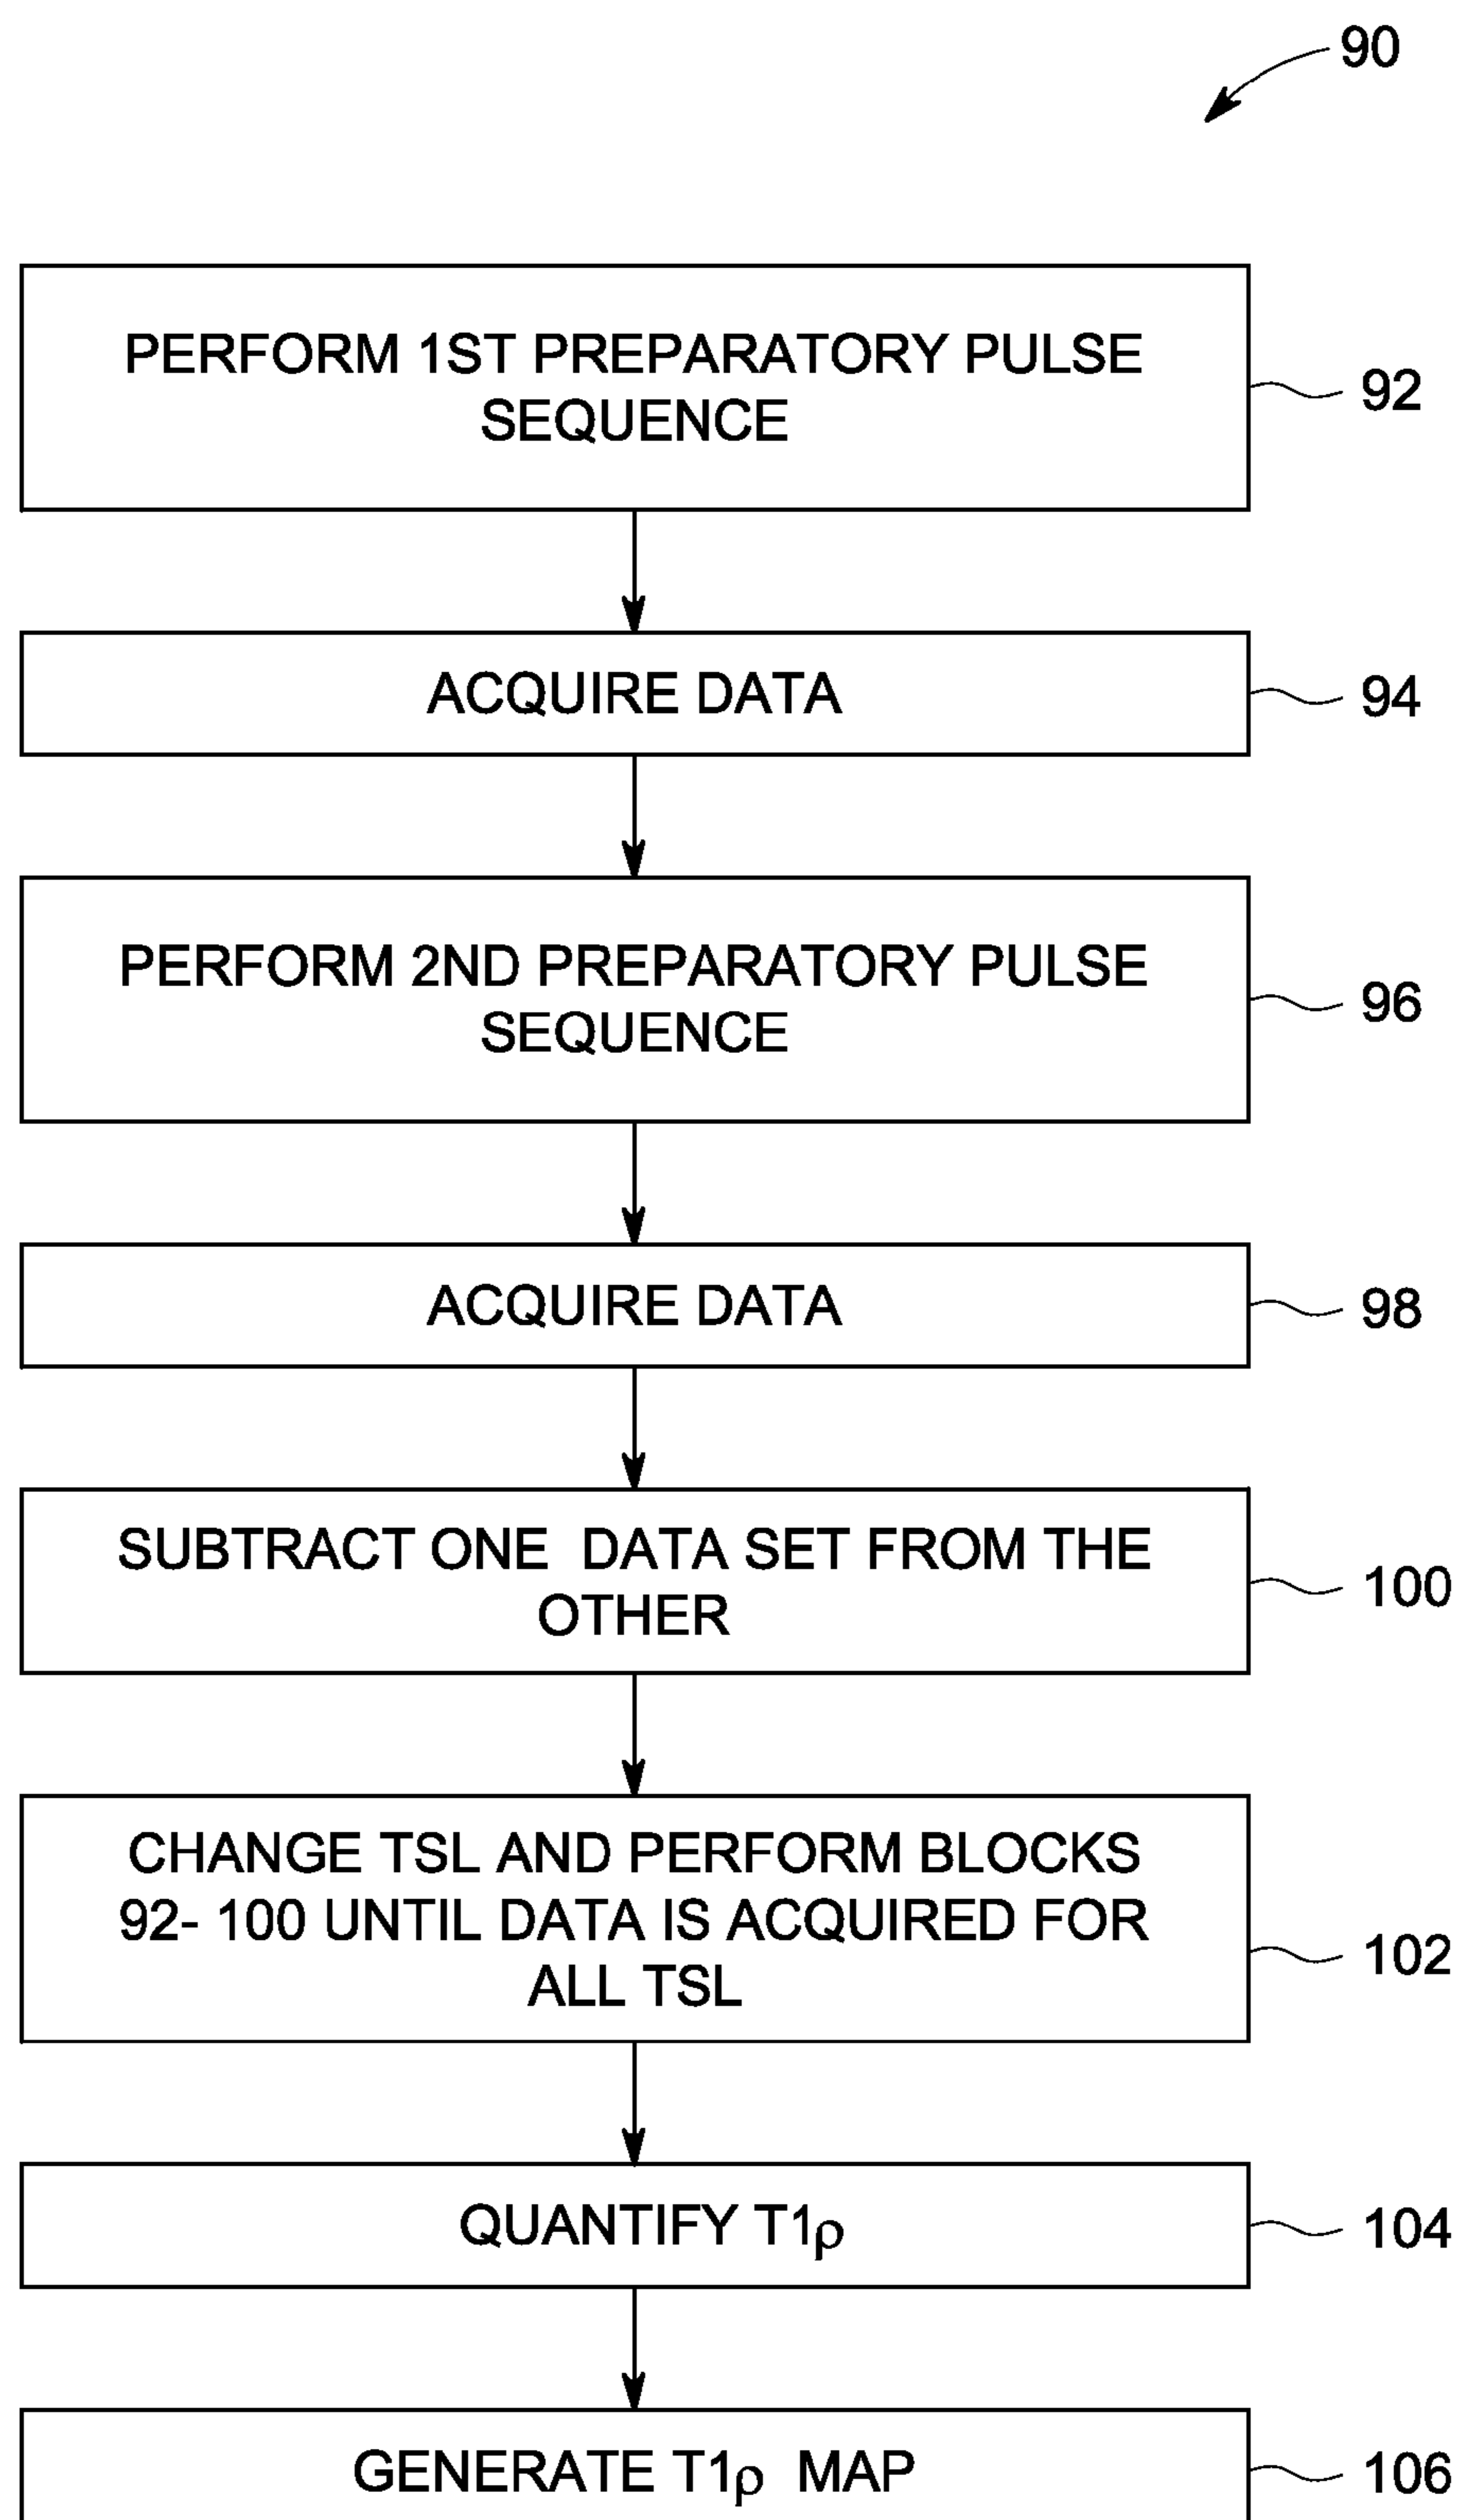 90
PERFORM 1ST PREPARATORY PULSE
SEQUENCE
92
ACQUIRE DATA
94
PERFORM 2ND PREPARATORY PULSE
SEQUENCE
96
ACQUIRE DATA
98
SUBTRACT ONE DATA SET FROM THE
OTHER
100
CHANGE TSL AND PERFORM BLOCKS
92- 100 UNTIL DATA IS ACQUIRED FOR
ALL TSL
102
QUANTIFY T1ρ
104
GENERATE T1ρ MAP
106